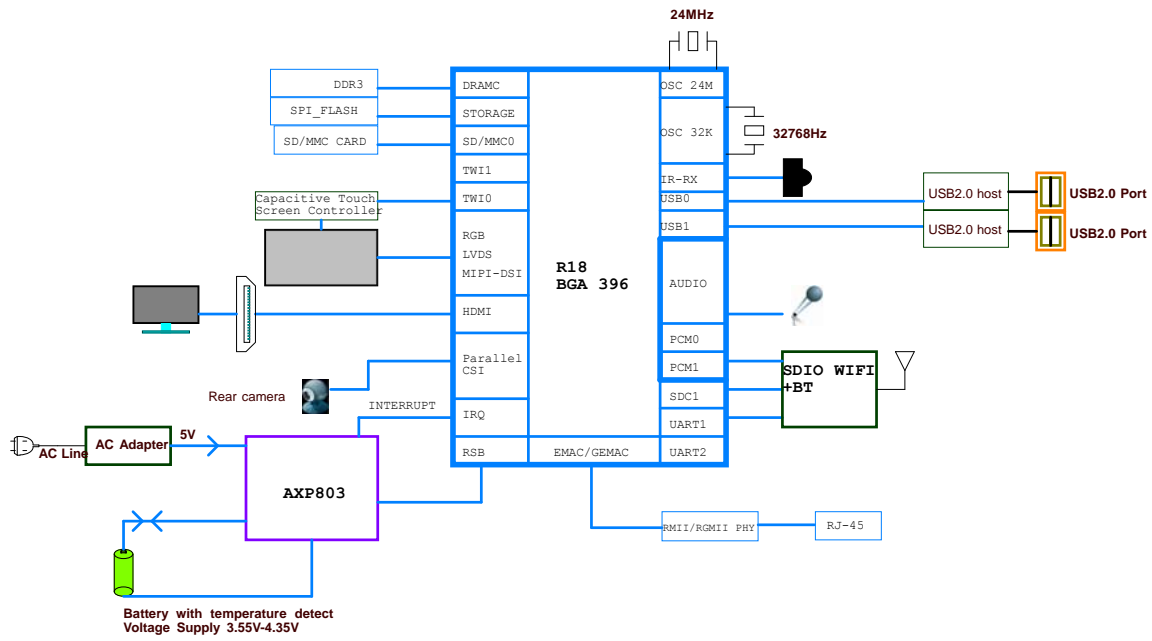 24MHz
DDR3
DRAMC
OSC 24M
SPI_FLASH
STORAGE
SD/MMC CARD
SD/MMC0
OSC 32K
32768Hz
TWI1
IR-RX
Capacitive Touch
Screen Controller
TWI0
USB0
USB2.0 host
USB2.0 Port
USB1
USB2.0 host
USB2.0 Port
RGB
LVDS
MIPI-DSI
R18
BGA 396
AUDIO
HDMI
PCM0
Parallel
CSI
PCM1
SDIO WIFI
+BT
Rear camera
SDC1
INTERRUPT
IRQ
UART1
AC Line
AC Adapter
5V
RSB
EMAC/GEMAC
UART2
AXP803
RMII/RGMII PHY
RJ-45
Battery with temperature detect
Voltage Supply 3.55V-4.35V